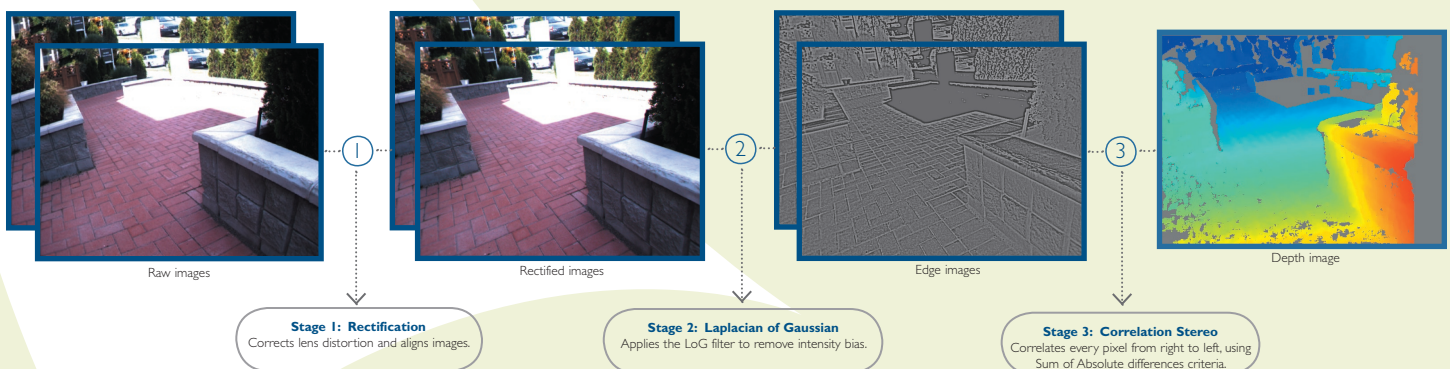 1
2
3
Raw images
Rectified images
Edge images
Depth image
Stage 1: Rectification
Corrects lens distortion and aligns images.
Stage 2: Laplacian of Gaussian
Applies the LoG filter to remove intensity bias.
Stage 3: Correlation Stereo
Correlates every pixel from right to left, using
Sum of Absolute differences criteria.